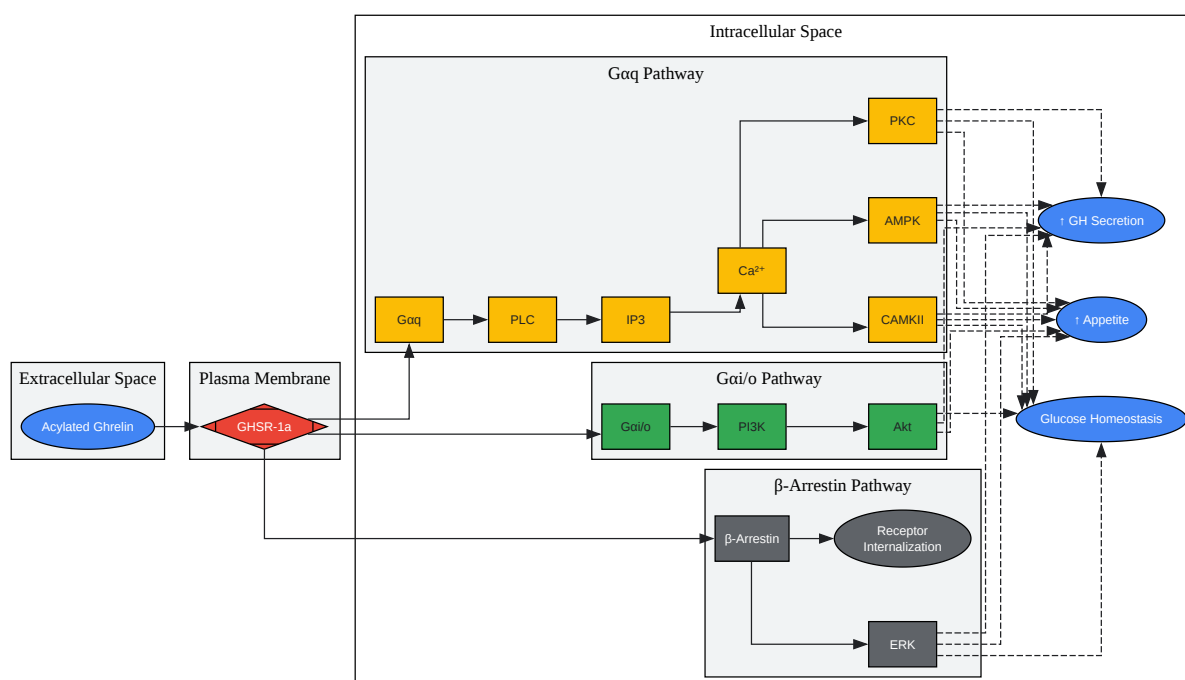 Intracellular Space
Gαq Pathway
PKC
AMPK
↑ GH Secretion
Ca²⁺
Gαq
PLC
IP3
CAMKII
↑ Appetite
Extracellular Space
Plasma Membrane
Gαi/o Pathway
Acylated Ghrelin
GHSR-1a
Gαi/o
PI3K
Akt
Glucose Homeostasis
β-Arrestin Pathway
β-Arrestin
Receptor
Internalization
ERK